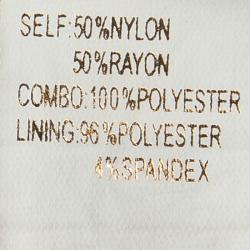 SELF:50%NYLON
50%RAYON
COMBO:100%POLYESTER
LINING:96%POLYESTER
4%SPANDEX